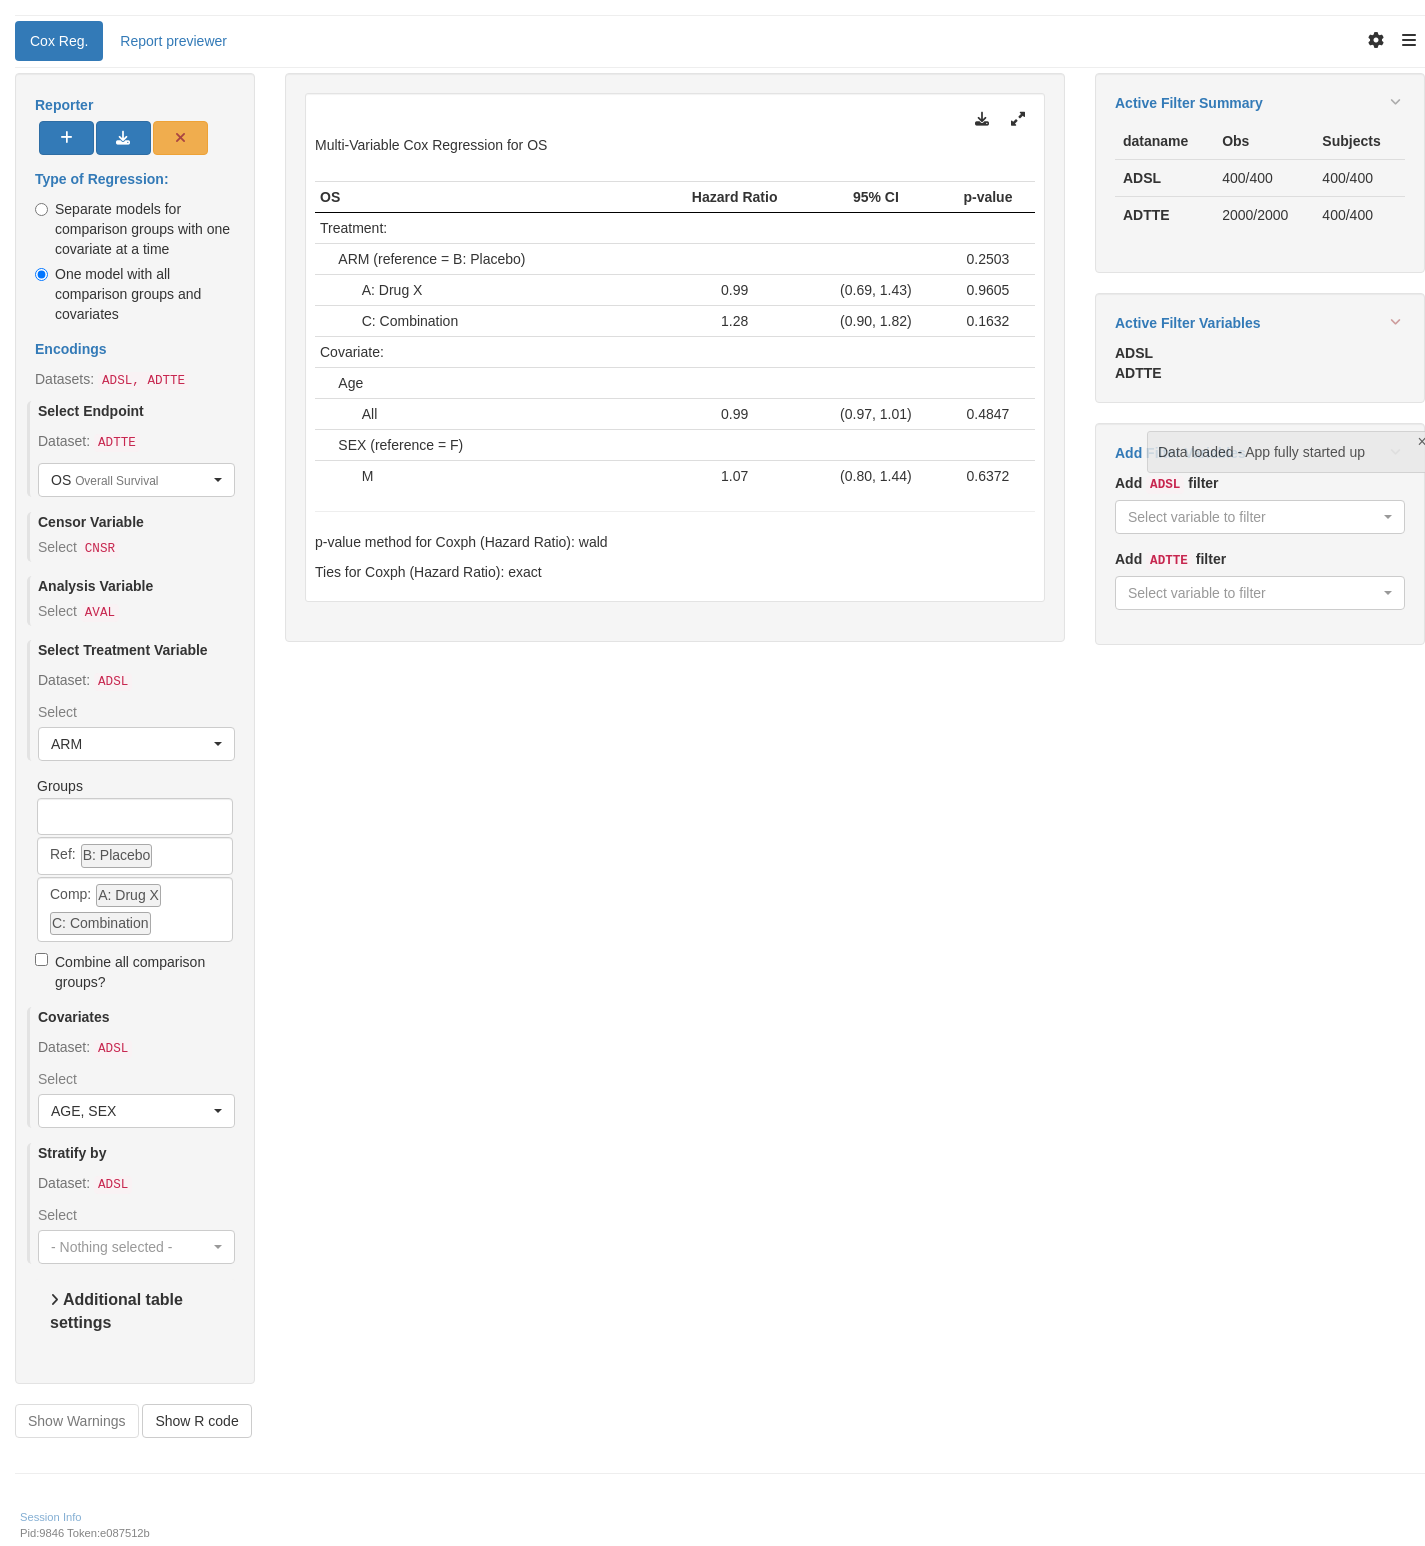 Cox Reg. Report previewer
Reporter
Type of Regression:
Separate models for
comparison groups with one
covariate at a time
One model with all
comparison groups and
covariates
Encodings
Datasets: ADSL, ADTTE
Select Endpoint
Dataset: ADTTE
OS Overall Survival
Censor Variable
Select CNSR
Analysis Variable
Select AVAL
Select Treatment Variable
Dataset: ADSL
Select
ARM
Groups
Ref: B: Placebo
Comp: A: Drug X
C: Combination
Combine all comparison
groups?
Covariates
Dataset: ADSL
Select
AGE, SEX
Stratify by
Dataset: ADSL
Select
- Nothing selected -
Additional table
settings
Show Warnings Show R code
Multi-Variable Cox Regression for OS
OS Hazard Ratio 95% CI p-value
Treatment:
ARM (reference = B: Placebo) 0.2503
A: Drug X 0.99 (0.69, 1.43) 0.9605
C: Combination 1.28 (0.90, 1.82) 0.1632
Covariate:
Age
All 0.99 (0.97, 1.01) 0.4847
SEX (reference = F)
M 1.07 (0.80, 1.44) 0.6372
p-value method for Coxph (Hazard Ratio): wald
Ties for Coxph (Hazard Ratio): exact
Active Filter Summary
dataname Obs Subjects
ADSL 400/400 400/400
ADTTE 2000/2000 400/400
Active Filter Variables
ADSL
ADTTE
Add
Data loaded - App fully started up
×
Add ADSL filter
Select variable to filter
Add ADTTE filter
Select variable to filter
Session Info
Pid:9846 Token:e087512b